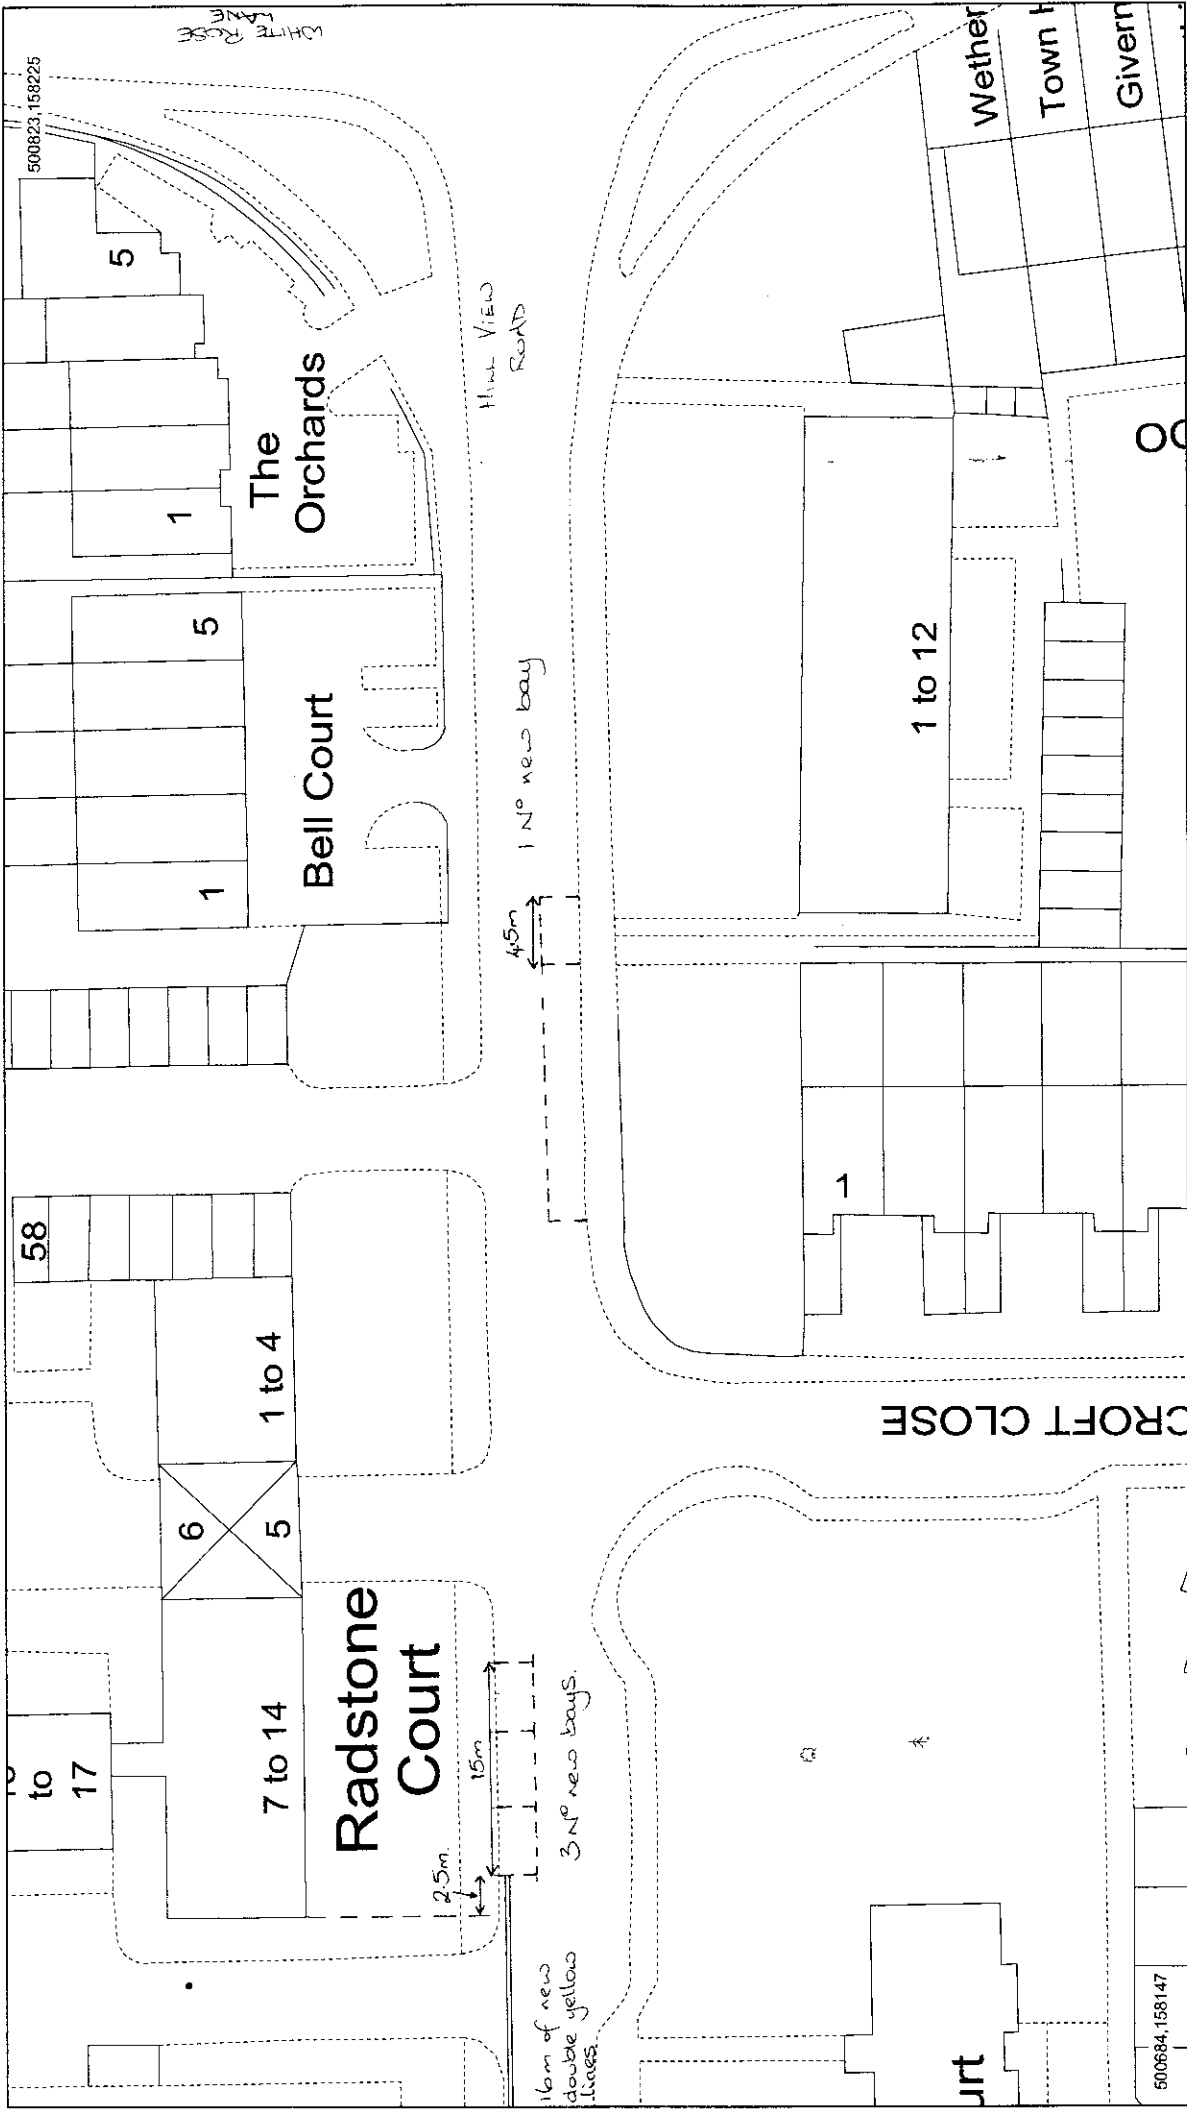 WHITE ROSE
LANE
500823,158225
5
The
Orchards
1
HILL VIEW
ROAD
Wether
Town H
Givern
5
Bell Court
1
1 Nº new bay
4.5m
1 to 12
58
1 to 4
6
5
1
CROFT CLOSE
to
17
7 to 14
Radstone
Court
15m
2.5m.
3 Nº new bays.
16m of new
double yellow
lines.
urt
500684,158147